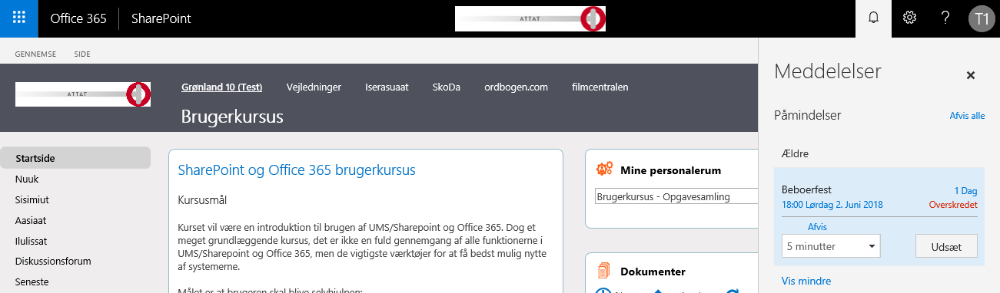 Office 365
SharePoint
ATTAT
T1
GENNEMSE
SIDE
ATTAT
Grønland 10 (Test)
Vejledninger
Iserasuaat
SkoDa
ordbogen.com
filmcentralen
Brugerkursus
Startside
Nuuk
Sisimiut
Aasiaat
Ilulissat
Diskussionsforum
Seneste
SharePoint og Office 365 brugerkursus
Kursusmål
Kurset vil være en introduktion til brugen af UMS/Sharepoint og Office 365. Dog et
meget grundlæggende kursus, det er ikke en fuld gennemgang af alle funktionerne i
UMS/Sharepoint og Office 365, men de vigtigste værktøjer for at få bedst mulig nytte
af systemerne.
Målet er at brugeren skal blive selvhjulpen:
Mine personalerum
Brugerkursus - Opgavesamling
Dokumenter
Meddelelser
Påmindelser
Afvis alle
Ældre
Beboerfest
1 Dag
18:00 Lørdag 2. Juni 2018
Overskredet
Afvis
5 minutter
Udsæt
Vis mindre